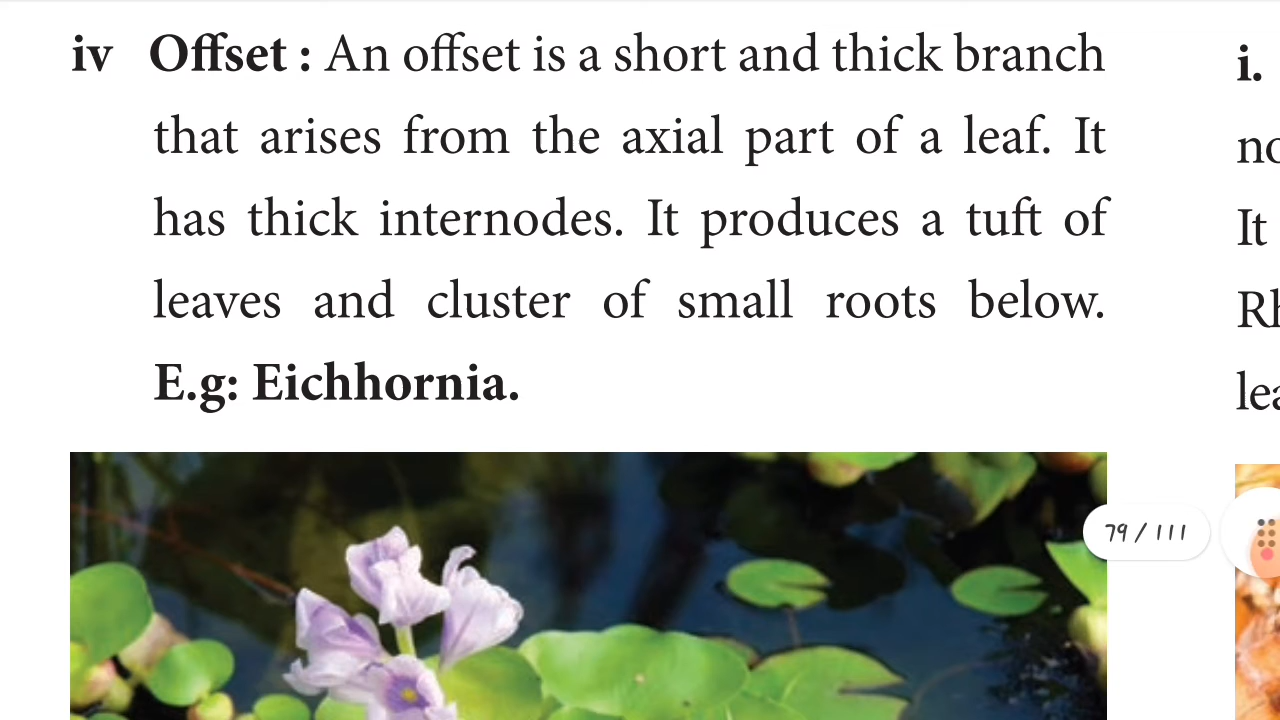 iv Offset : An offset is a short and thick branch
that arises from the axial part of a leaf. It
has thick internodes. It produces a tuft of
leaves and cluster of small roots below.
E.g: Eichhornia.
i.
It
79 / 111